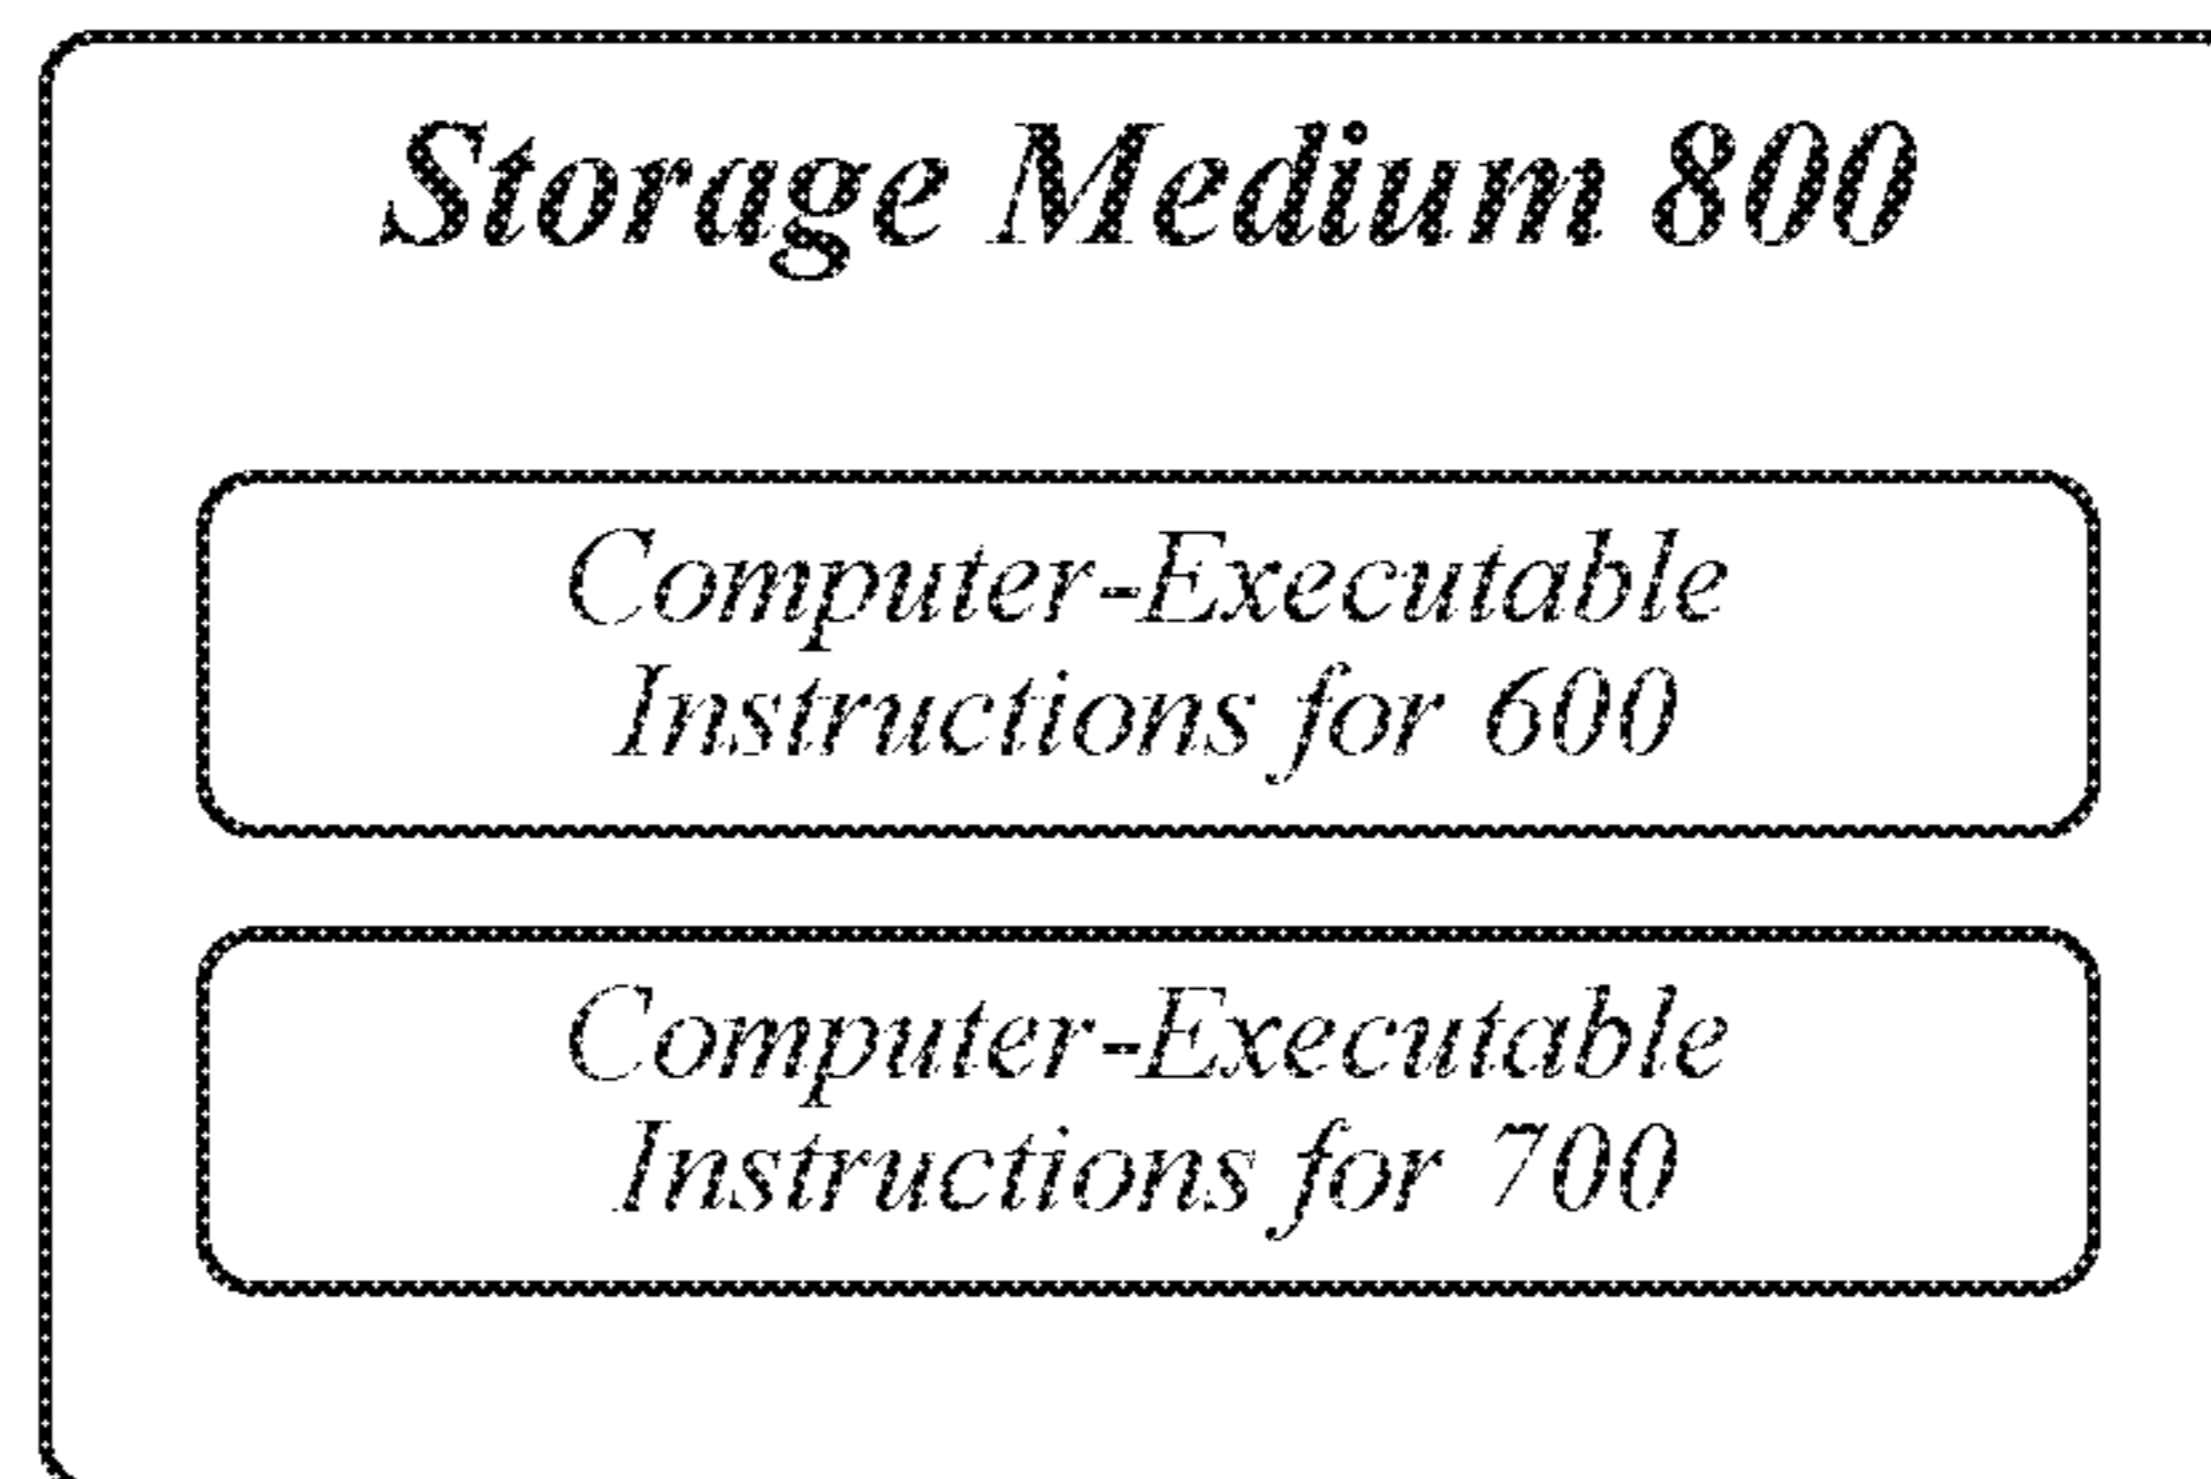 Storage Medium 800
Computer-Executable
Instructions for 600
Computer-Executable
Instructions for 700